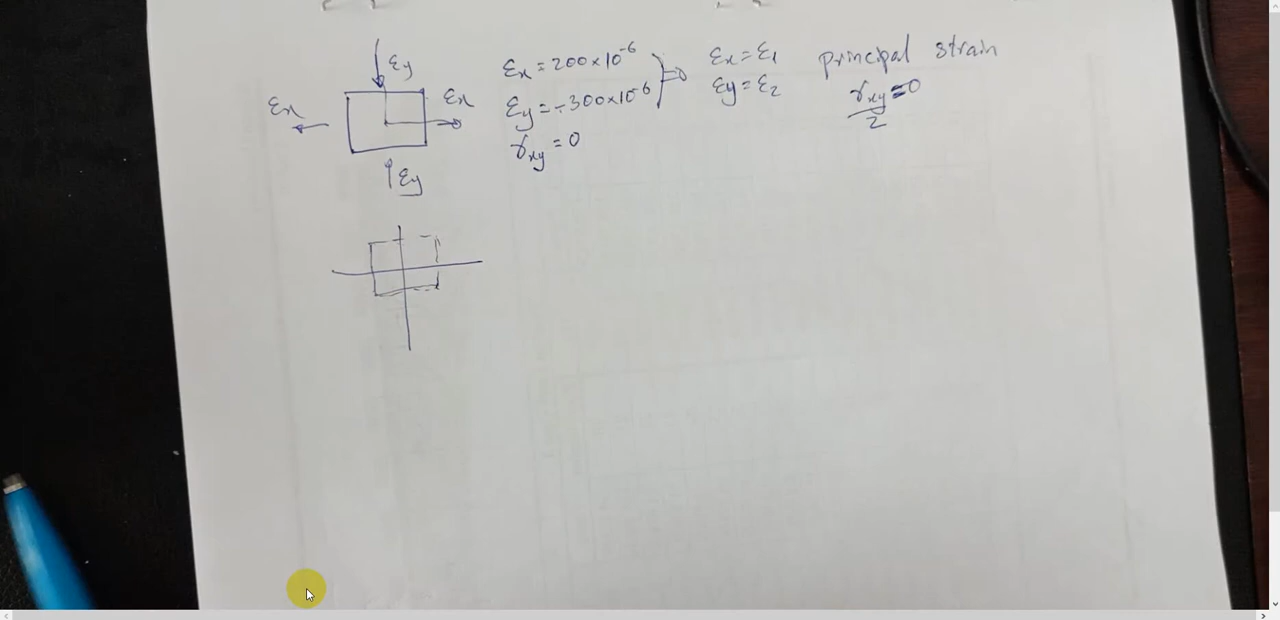 εy
εx
εx
εy
εx = 200×10⁻⁶
εy = -300×10⁻⁶
γxy = 0
εx = ε1
εy = ε2
principal strain
γxy/2 = 0